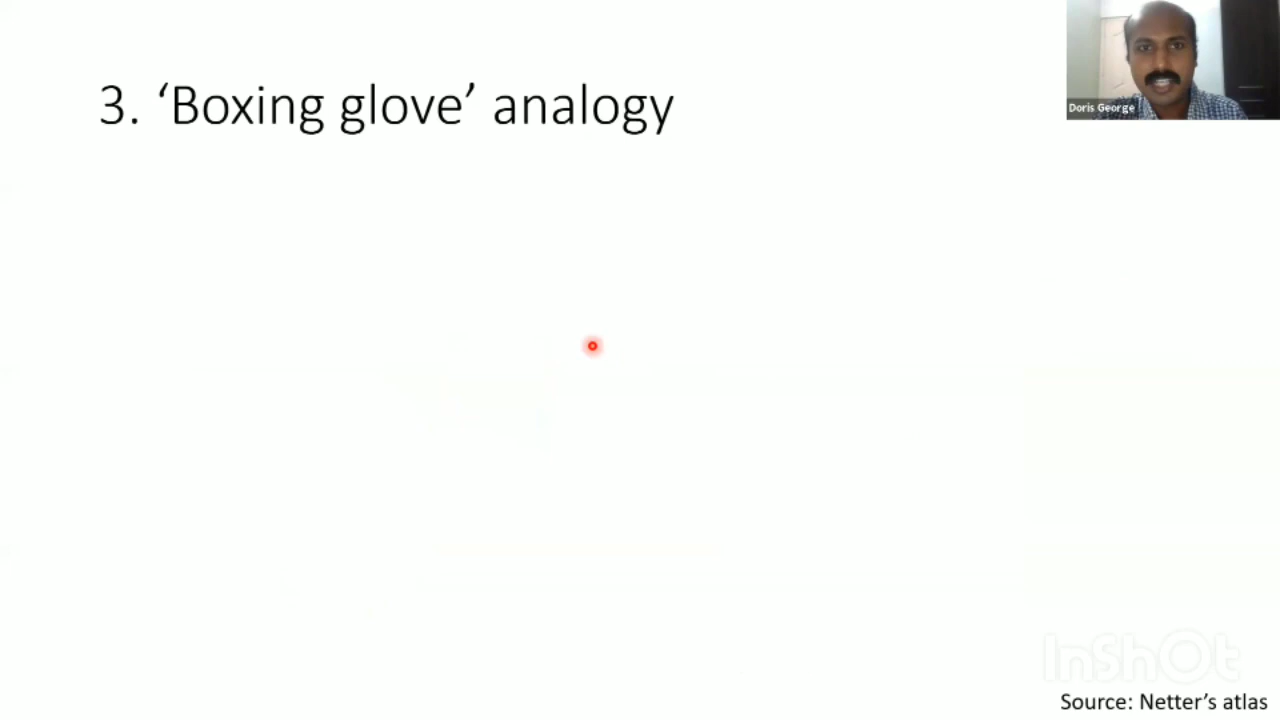 3. ‘Boxing glove’ analogy
Doris George
InShOt
Source: Netter’s atlas